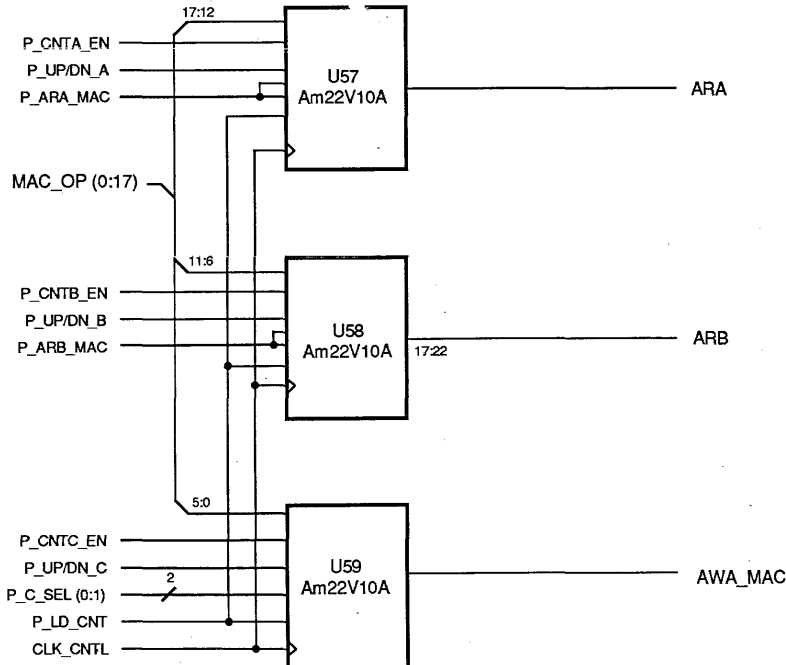 17:12
P_CNTA_EN
P_UP/DN_A
P_ARA_MAC
U57
Am22V10A
ARA
MAC_OP (0:17)
11:6
P_CNTB_EN
P_UP/DN_B
P_ARB_MAC
U58
Am22V10A
17:22
ARB
5:0
P_CNTC_EN
P_UP/DN_C
2
P_C_SEL (0:1)
P_LD_CNT
CLK_CNTL
U59
Am22V10A
AWA_MAC